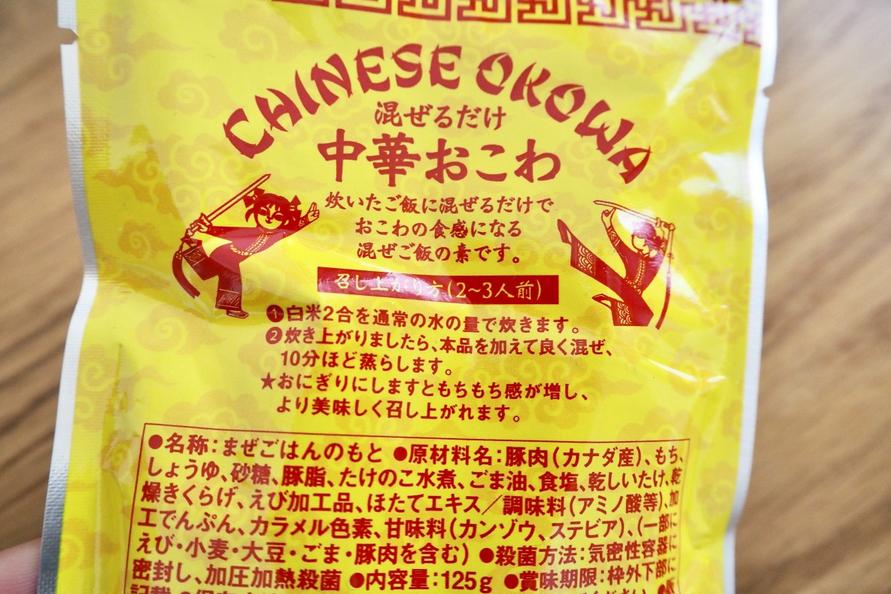 CHINESE OKOWA
混ぜるだけ
中華おこわ
炊いたご飯に混ぜるだけで
おこわの食感になる
混ぜご飯の素です。
召し上がり方(2~3人前)
❶白米2合を通常の水の量で炊きます。
❷炊き上がりましたら、本品を加えて良く混ぜ、
10分ほど蒸らします。
★おにぎりにしますともちもち感が増し、
より美味しく召し上がれます。
●名称:まぜごはんのもと ●原材料名:豚肉(カナダ産)、もち、
しょうゆ、砂糖、豚脂、たけのこ水煮、ごま油、食塩、乾しいたけ、乾
燥きくらげ、えび加工品、ほたてエキス/調味料(アミノ酸等)、加
工でんぷん、カラメル色素、甘味料(カンゾウ、ステビア)、(一部に
えび・小麦・大豆・ごま・豚肉を含む) ●殺菌方法:気密性容器に
密封し、加圧加熱殺菌 ●内容量:125g ●賞味期限:枠外下部に